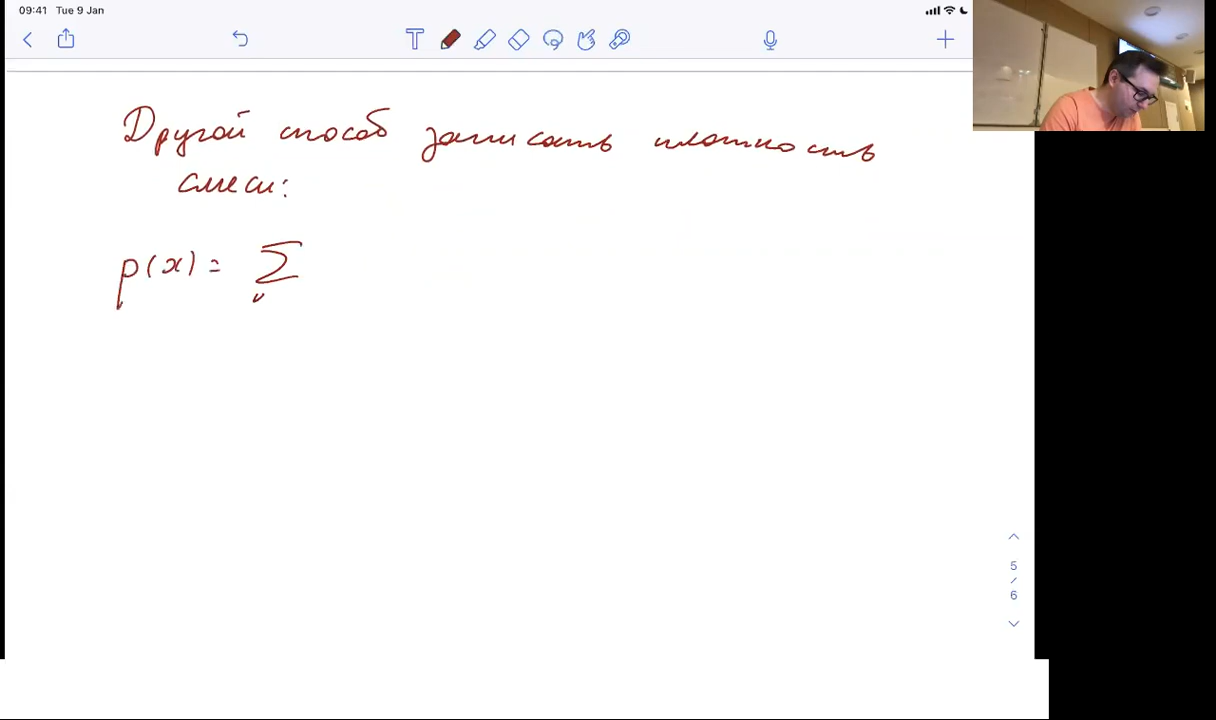 09:41 Tue 9 Jan
T
Другой способ записать плотность
смеси:
p(x) = Σ
5
/
6